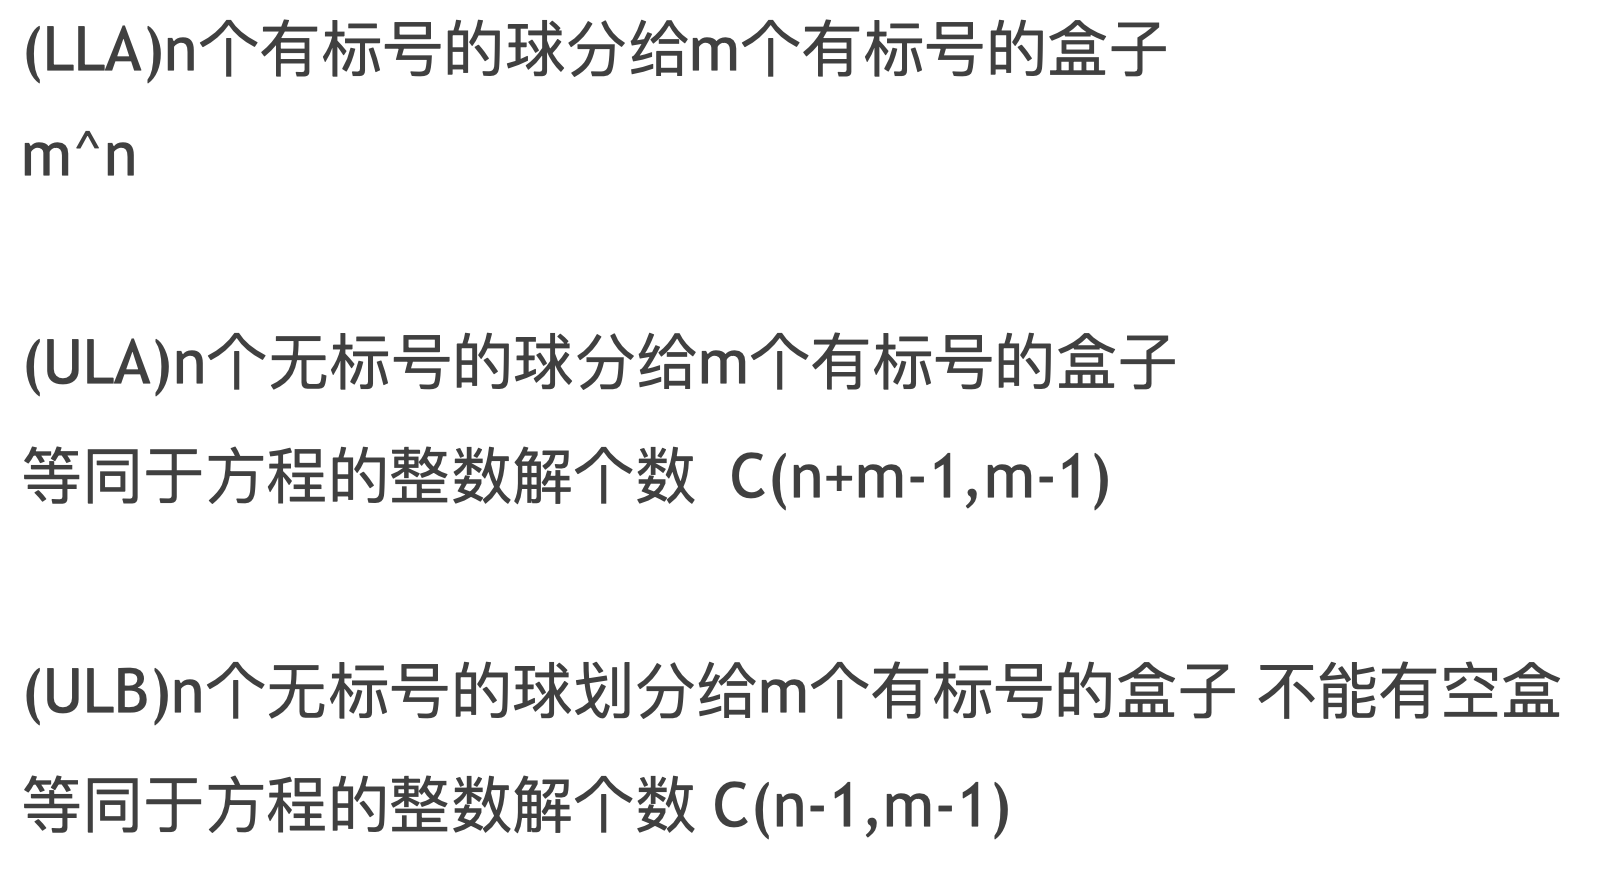 (LLA)n个有标号的球分给m个有标号的盒子
m^n
(ULA)n个无标号的球分给m个有标号的盒子
等同于方程的整数解个数 C(n+m-1,m-1)
(ULB)n个无标号的球划分给m个有标号的盒子 不能有空盒
等同于方程的整数解个数 C(n-1,m-1)